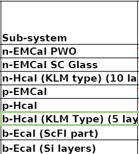 Sub-system
n-EMCal PWO
n-EMCal SC Glass
n-Hcal (KLM type) (10 la
p-EMCal
p-Hcal
b-Hcal (KLM Type) (5 lay
b-Ecal (ScFI part)
b-Ecal (Si layers)